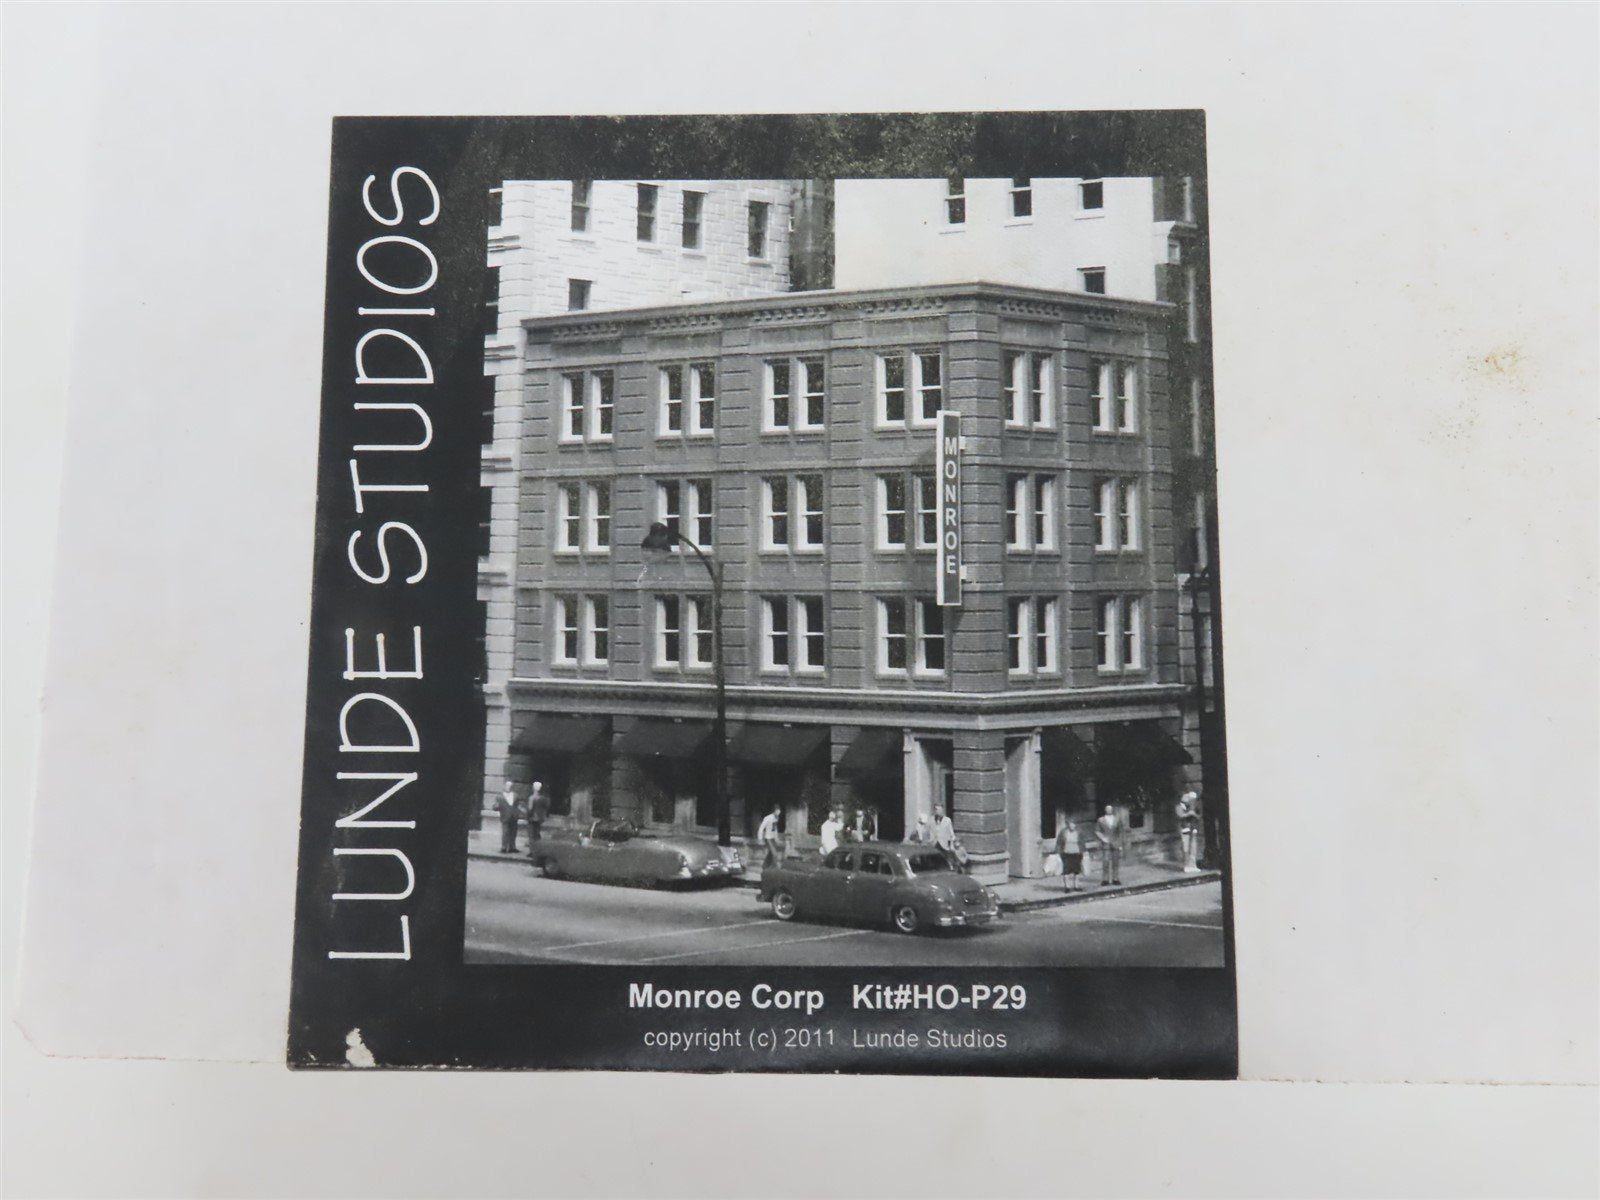 LUNDE STUDIOS
MONROE
Monroe Corp Kit#HO-P29
copyright (c) 2011 Lunde Studios